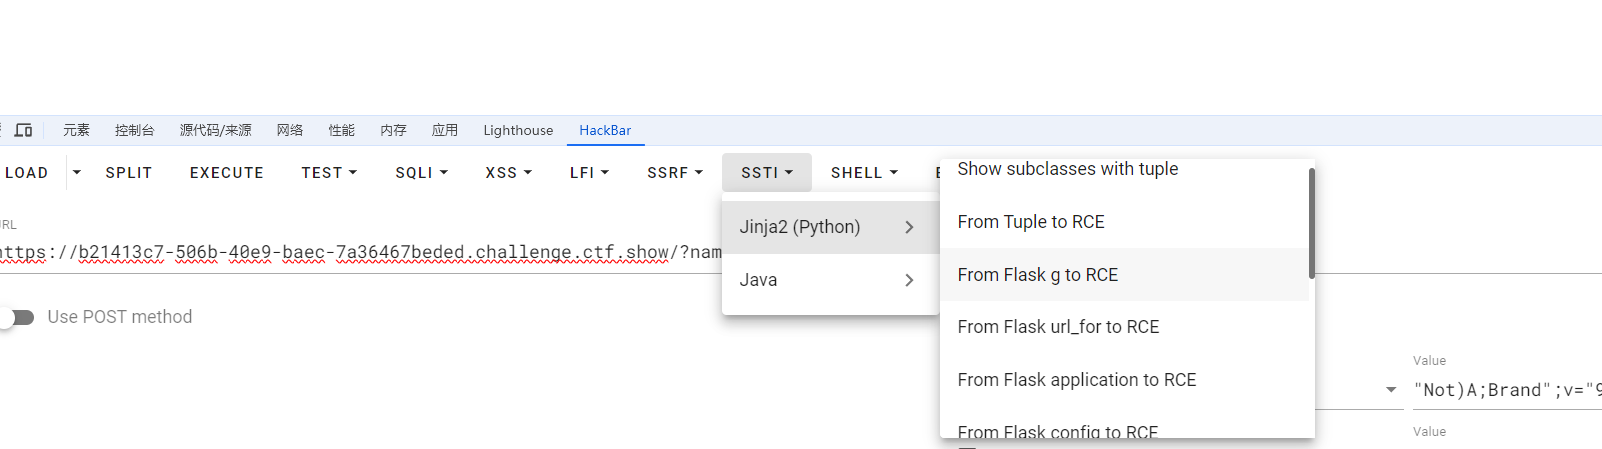 元素 控制台 源代码/来源 网络 性能 内存 应用 Lighthouse HackBar
LOAD SPLIT EXECUTE TEST SQLI XSS LFI SSRF SSTI SHELL
Show subclasses with tuple
From Tuple to RCE
From Flask g to RCE
From Flask url_for to RCE
From Flask application to RCE
From Flask config to RCE
Jinja2 (Python)
Java
URL
https://b21413c7-506b-40e9-baec-7a36467beded.challenge.ctf.show/?nam
Use POST method
Value
"Not)A;Brand";v="9
Value